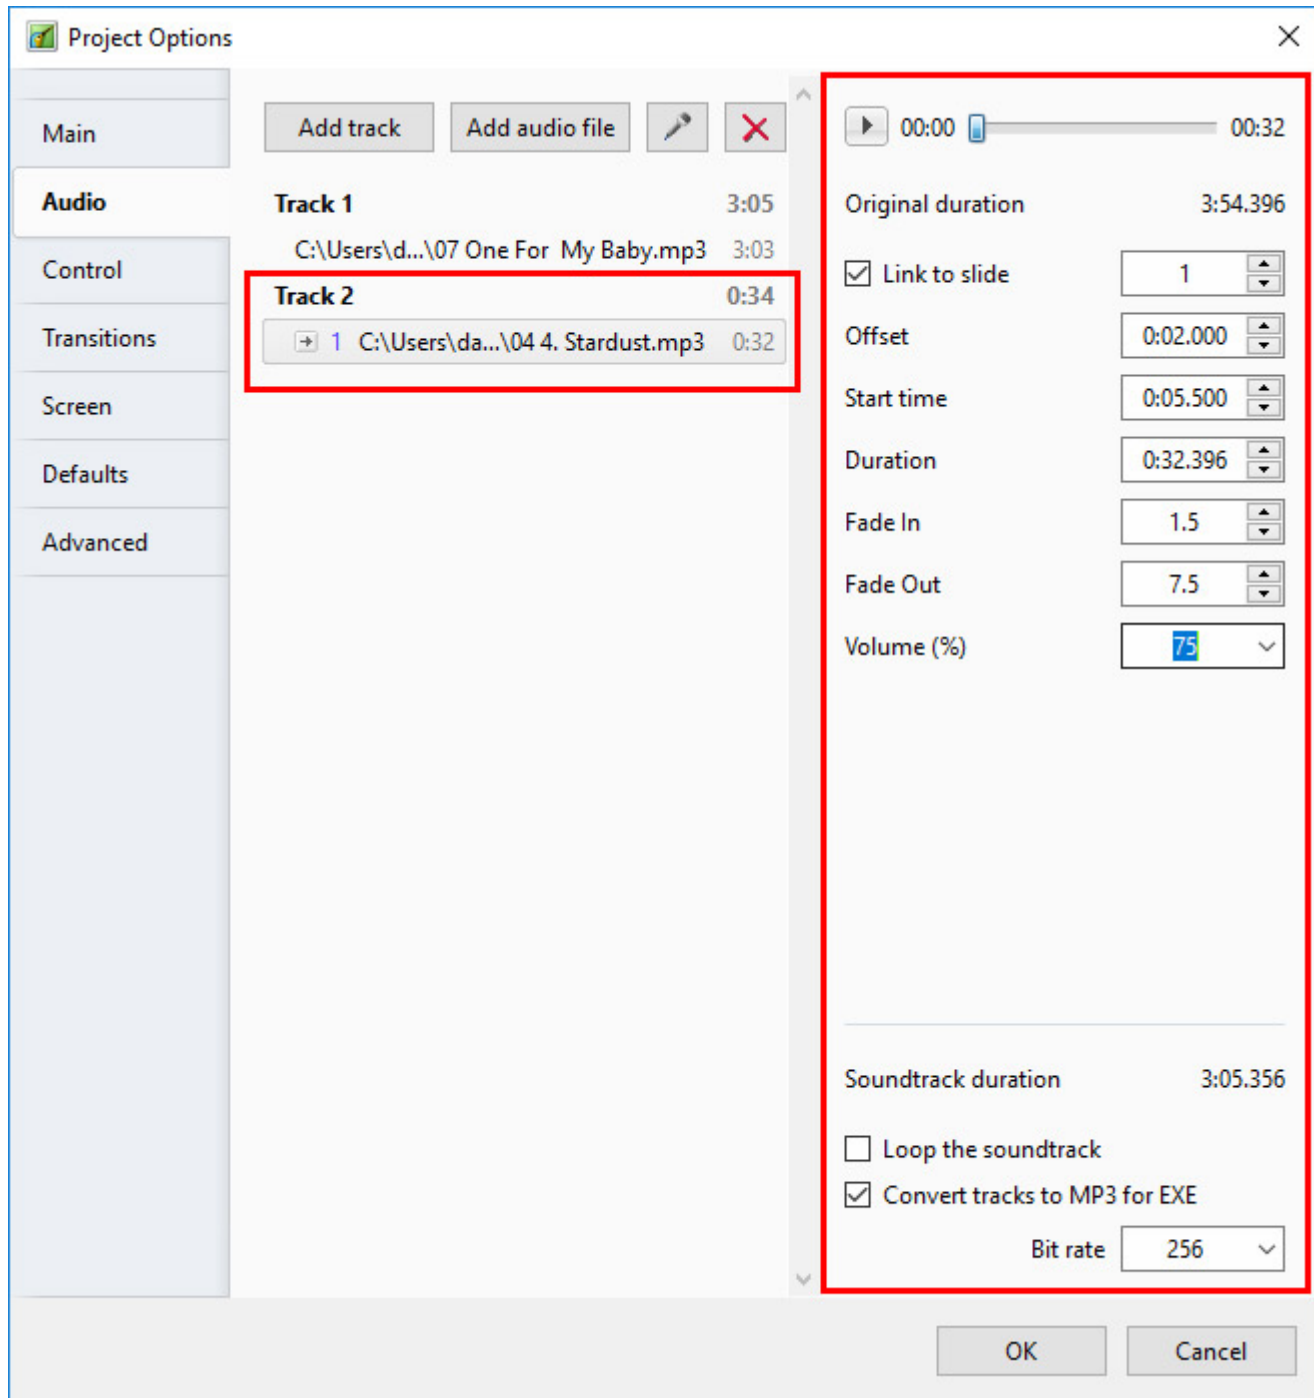 Project Options
Main
Audio
Control
Transitions
Screen
Defaults
Advanced
Add track Add audio file
Track 1 3:05
C:\Users\d...\07 One For  My Baby.mp3 3:03
Track 2 0:34
1 C:\Users\da...\04 4. Stardust.mp3 0:32
00:00 00:32
Original duration 3:54.396
Link to slide 1
Offset 0:02.000
Start time 0:05.500
Duration 0:32.396
Fade In 1.5
Fade Out 7.5
Volume (%) 75
Soundtrack duration 3:05.356
Loop the soundtrack
Convert tracks to MP3 for EXE
Bit rate 256
OK Cancel